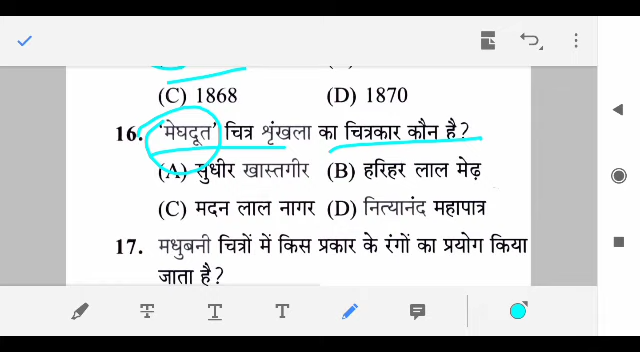 (C) 1868 (D) 1870
16. 'मेघदूत' चित्र शृंखला का चित्रकार कौन है?
(A) सुधीर खास्तगीर (B) हरिहर लाल मेढ़
(C) मदन लाल नागर (D) नित्यानंद महापात्र
17. मधुबनी चित्रों में किस प्रकार के रंगों का प्रयोग किया
जाता है?